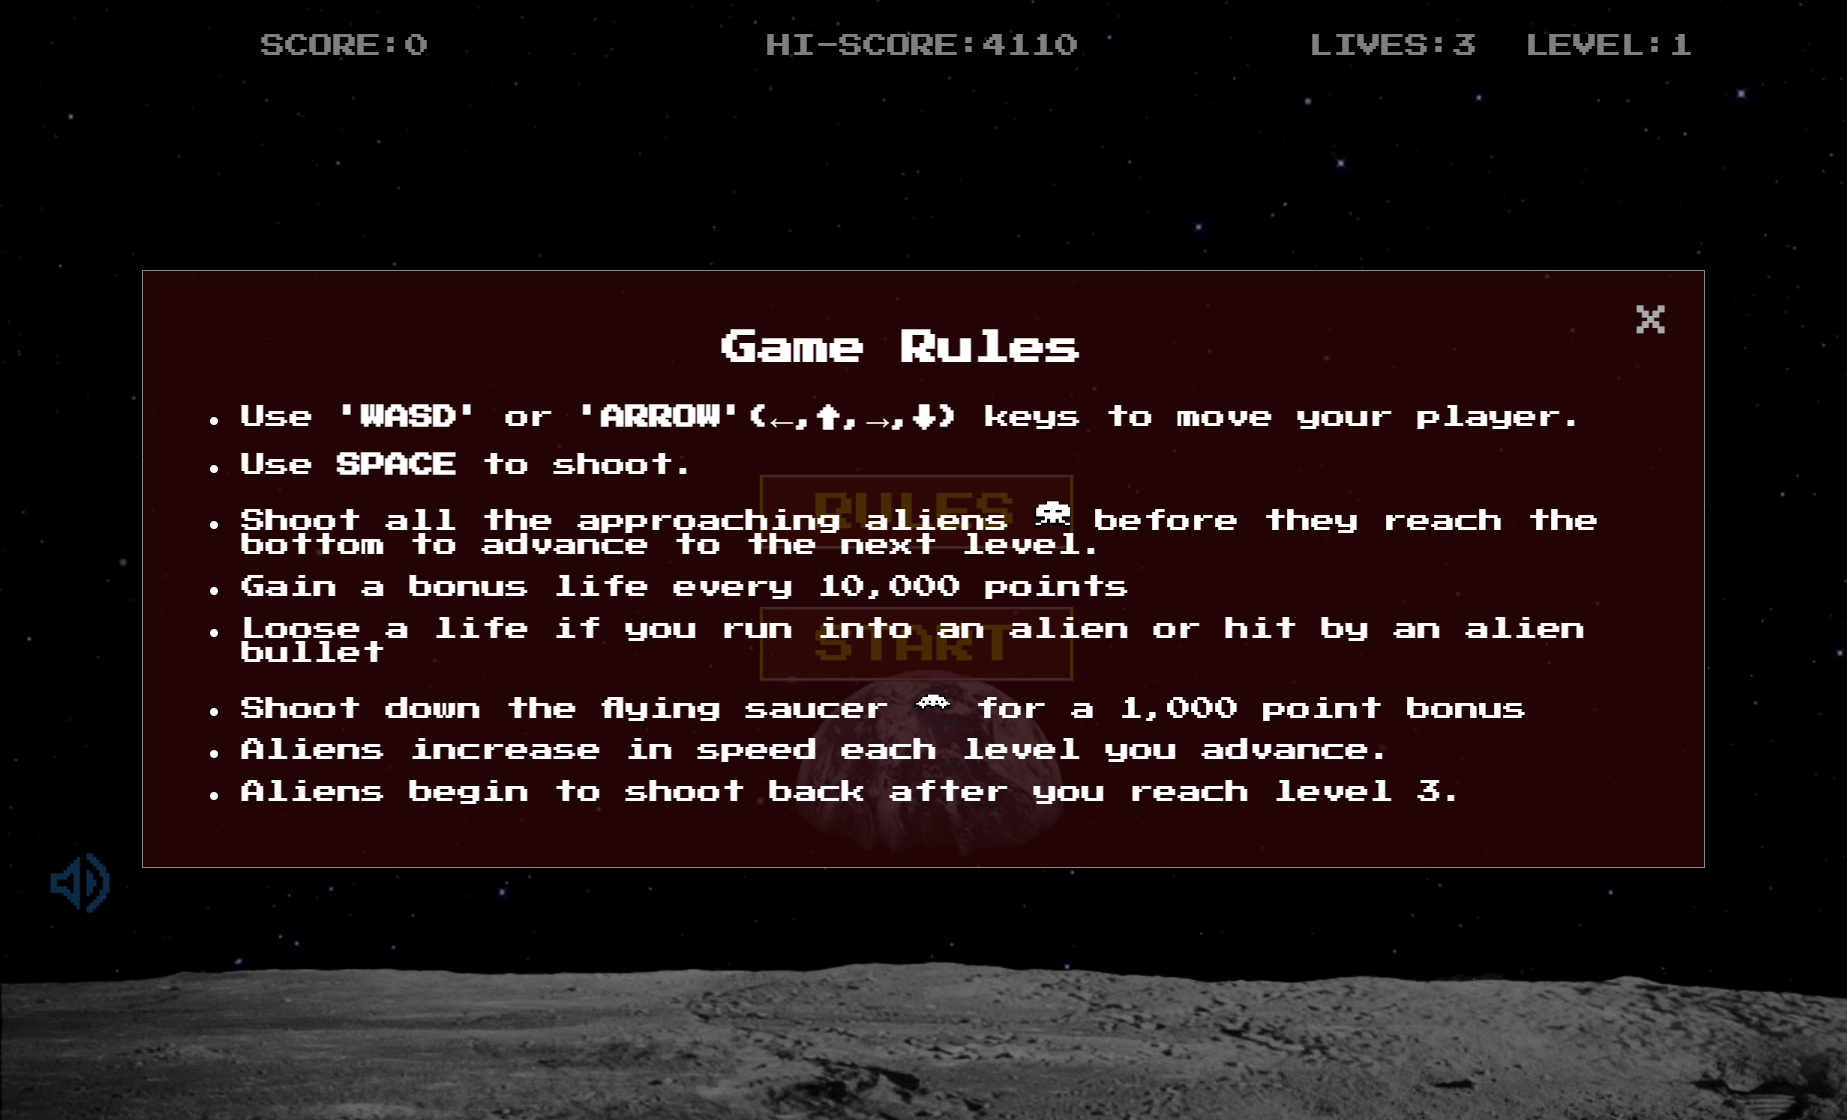 SCORE:0 HI-SCORE:4110 LIVES:3 LEVEL:1
X
Game Rules
• Use 'WASD' or 'ARROW'(←,↑,→,↓) keys to move your player.
• Use SPACE to shoot.
RULES
• Shoot all the approaching aliens before they reach the
bottom to advance to the next level.
• Gain a bonus life every 10,000 points
• Loose a life if you run into an alien or hit by an alien
bullet
START
• Shoot down the flying saucer for a 1,000 point bonus
• Aliens increase in speed each level you advance.
• Aliens begin to shoot back after you reach level 3.